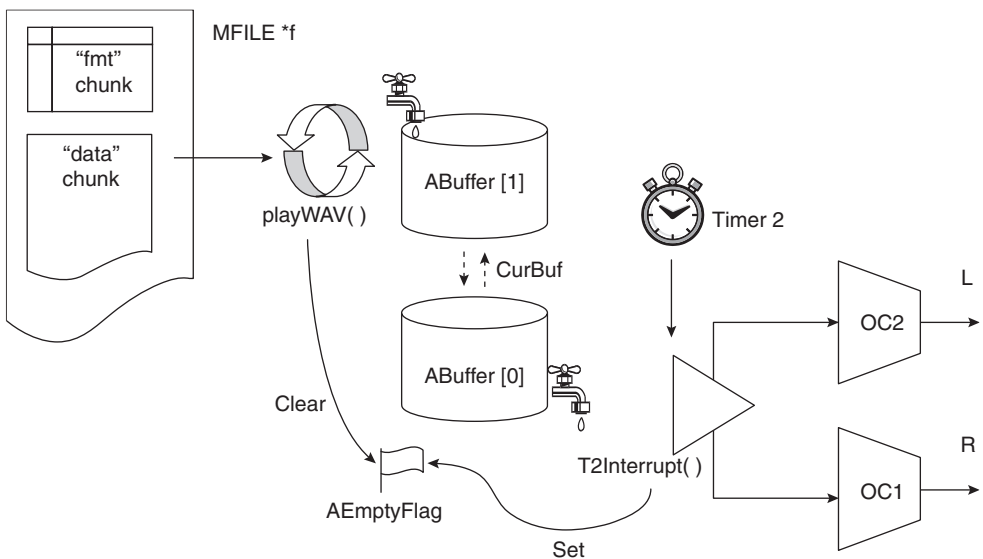 MFILE *f
“fmt”
chunk
“data”
chunk
playWAV( )
ABuffer [1]
CurBuf
ABuffer [0]
Timer 2
L
OC2
R
OC1
T2Interrupt( )
Clear
AEmptyFlag
Set